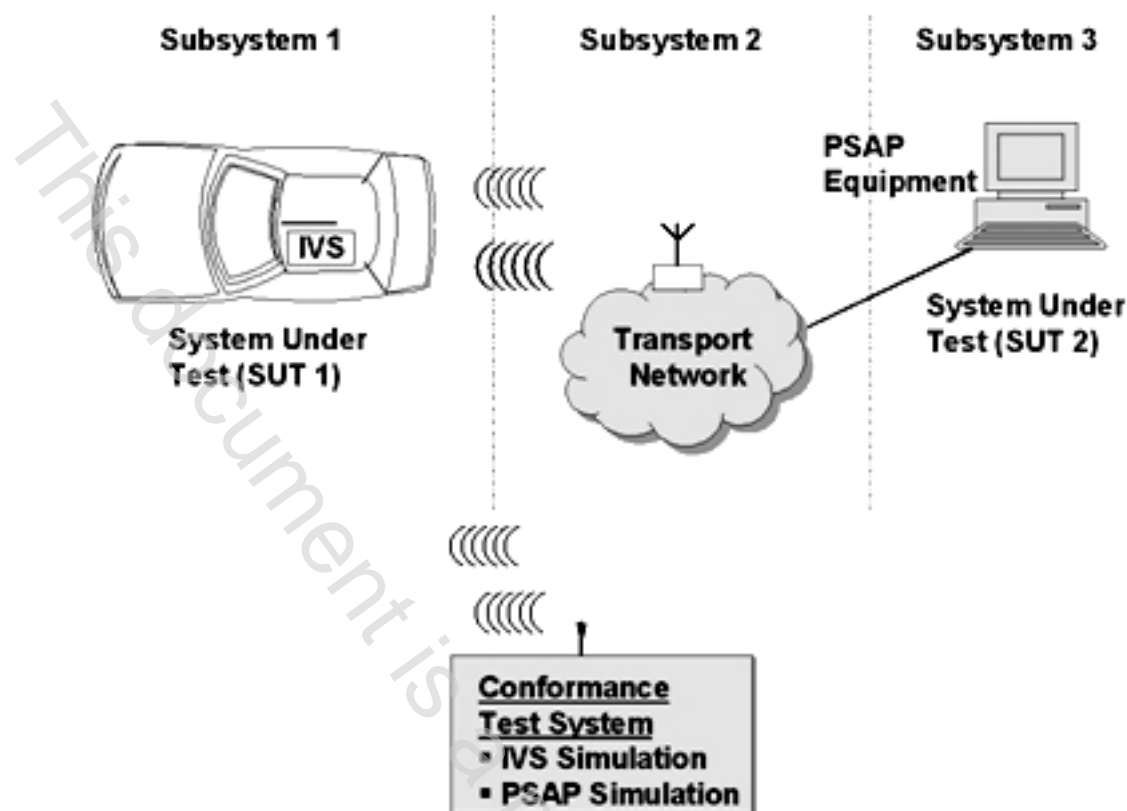 Subsystem 1
Subsystem 2
Subsystem 3
PSAP
Equipment
IVS
System Under
Test (SUT 1)
Transport
Network
System Under
Test (SUT 2)
This document is a
Conformance
Test System
▪ IVS Simulation
▪ PSAP Simulation